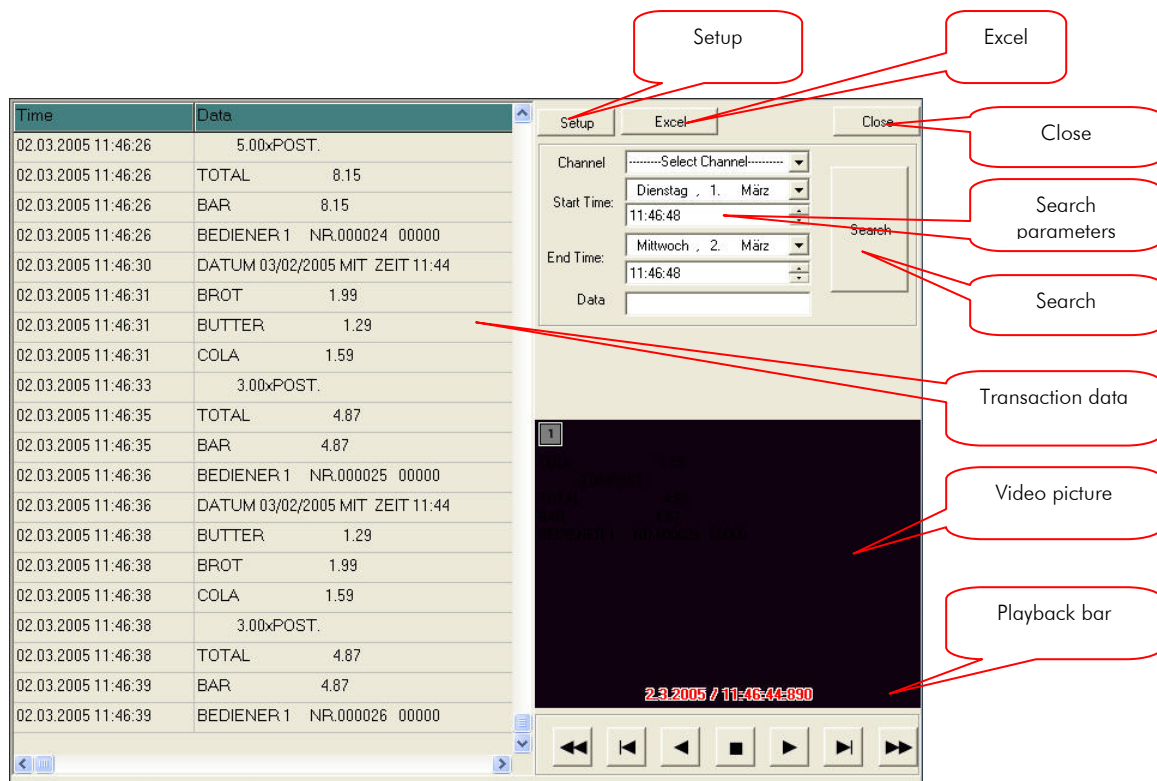 Setup
Excel
Time Data
02.03.2005 11:46:26 5.00xPOST.
02.03.2005 11:46:26 TOTAL 8.15
02.03.2005 11:46:26 BAR 8.15
02.03.2005 11:46:26 BEDIENER 1 NR.000024 00000
02.03.2005 11:46:30 DATUM 03/02/2005 MIT ZEIT 11:44
02.03.2005 11:46:31 BROT 1.99
02.03.2005 11:46:31 BUTTER 1.29
02.03.2005 11:46:31 COLA 1.59
02.03.2005 11:46:33 3.00xPOST.
02.03.2005 11:46:35 TOTAL 4.87
02.03.2005 11:46:35 BAR 4.87
02.03.2005 11:46:36 BEDIENER 1 NR.000025 00000
02.03.2005 11:46:36 DATUM 03/02/2005 MIT ZEIT 11:44
02.03.2005 11:46:38 BUTTER 1.29
02.03.2005 11:46:38 BROT 1.99
02.03.2005 11:46:38 COLA 1.59
02.03.2005 11:46:38 3.00xPOST.
02.03.2005 11:46:38 TOTAL 4.87
02.03.2005 11:46:39 BAR 4.87
02.03.2005 11:46:39 BEDIENER 1 NR.000026 00000
Setup Excel Close
Channel ---------Select Channel----------
Start Time: Dienstag , 1. März
11:46:48
End Time: Mittwoch , 2. März
11:46:48
Data
Search
1
2.3.2005 / 11:46:44:890
Close
Search
parameters
Search
Transaction data
Video picture
Playback bar